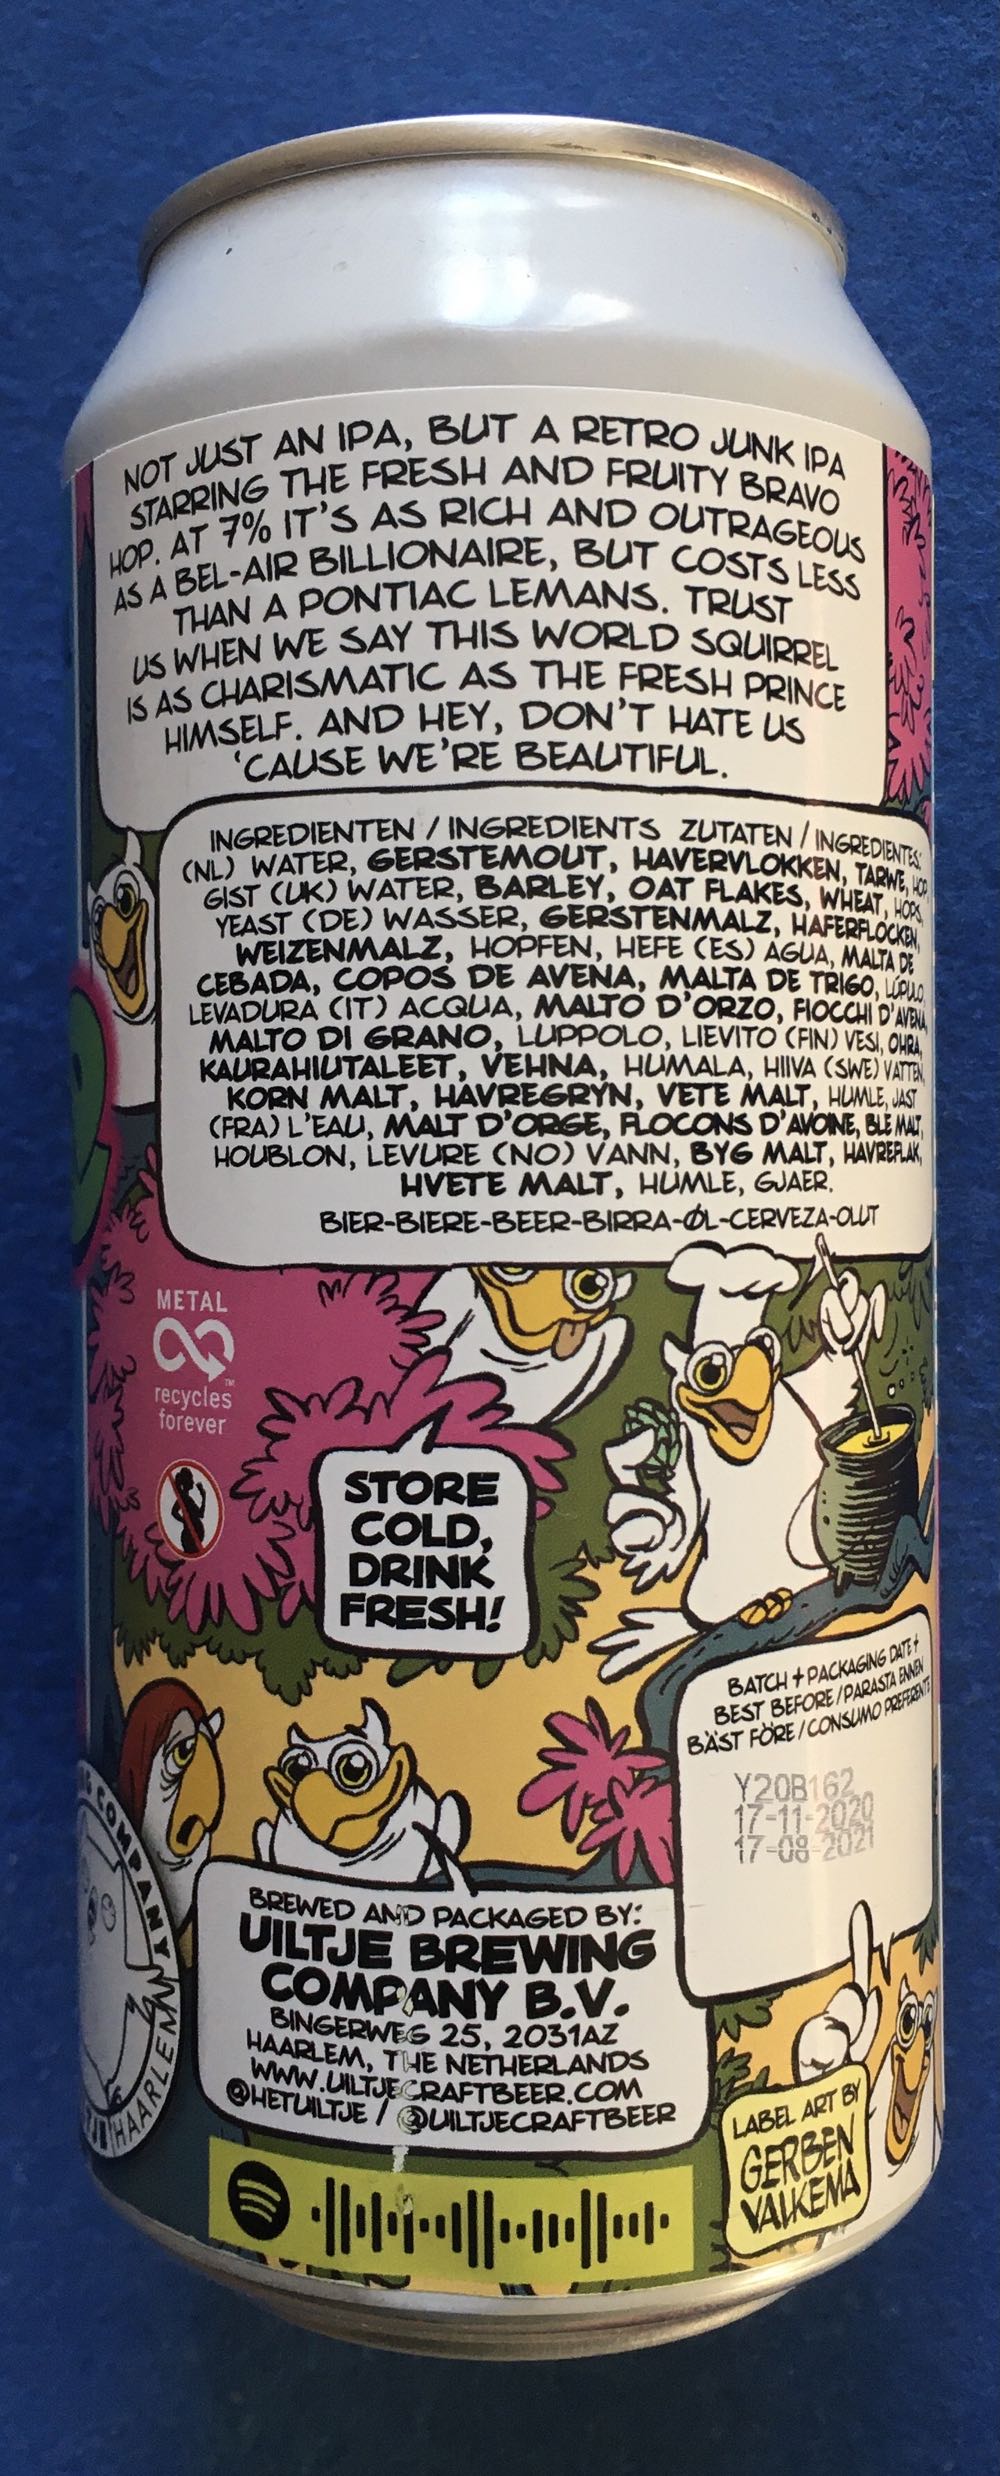 NOT JUST AN IPA, BUT A RETRO JUNK IPA
STARRING THE FRESH AND FRUITY BRAVO
HOP. AT 7% IT'S AS RICH AND OUTRAGEOUS
AS A BEL-AIR BILLIONAIRE, BUT COSTS LESS
THAN A PONTIAC LEMANS. TRUST
US WHEN WE SAY THIS WORLD SQUIRREL
IS AS CHARISMATIC AS THE FRESH PRINCE
HIMSELF. AND HEY, DON'T HATE US
'CAUSE WE'RE BEAUTIFUL.
INGREDIENTEN / INGREDIENTS ZUTATEN / INGREDIENTES:
(NL) WATER, GERSTEMOUT, HAVERVLOKKEN, TARWE, HOP,
GIST (UK) WATER, BARLEY, OAT FLAKES, WHEAT, HOPS,
YEAST (DE) WASSER, GERSTENMALZ, HAFERFLOCKEN,
WEIZENMALZ, HOPFEN, HEFE (ES) AGUA, MALTA DE
CEBADA, COPOS DE AVENA, MALTA DE TRIGO, LÚPULO,
LEVADURA (IT) ACQUA, MALTO D'ORZO, FIOCCHI D'AVENA,
MALTO DI GRANO, LUPPOLO, LIEVITO (FIN) VESI, OHRA,
KAURAHIUTALEET, VEHNA, HUMALA, HIIVA (SWE) VATTEN,
KORN MALT, HAVREGRYN, VETE MALT, HUMLE, JAST
(FRA) L'EAU, MALT D'ORGE, FLOCONS D'AVOINE, BLE MALT,
HOUBLON, LEVURE (NO) VANN, BYG MALT, HAVREFLAK,
HVETE MALT, HUMLE, GJAER.
BIER-BIERE-BEER-BIRRA-ØL-CERVEZA-OLUT
METAL
recycles
forever
STORE
COLD,
DRINK
FRESH!
BATCH + PACKAGING DATE +
BEST BEFORE / PARASTA ENNEN
BÄST FÖRE / CONSUMO PREFERENTE
Y20B162
17-11-2020
17-08-2021
COMPANY
HAARLEM
BREWED AND PACKAGED BY:
UILTJE BREWING
COMPANY B.V.
BINGERWEG 25, 2031AZ
HAARLEM, THE NETHERLANDS
WWW.UILTJECRAFTBEER.COM
@HETUILTJE / @UILTJECRAFTBEER
LABEL ART BY
GERBEN
VALKEMA